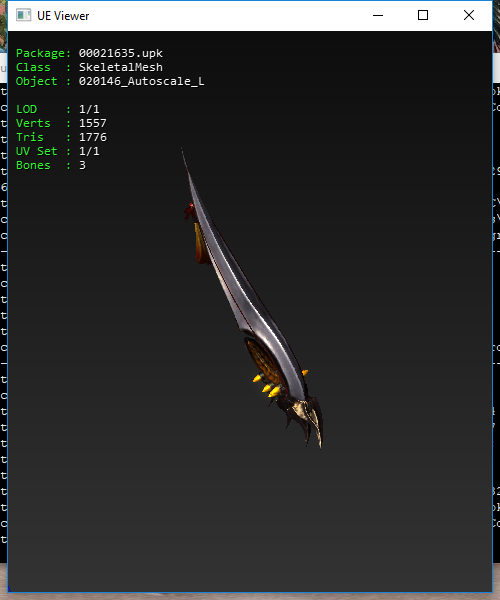 UE Viewer
Package: 00021635.upk
Class : SkeletalMesh
Object : 020146_Autoscale_L
LOD : 1/1
Verts : 1557
Tris : 1776
UV Set : 1/1
Bones : 3